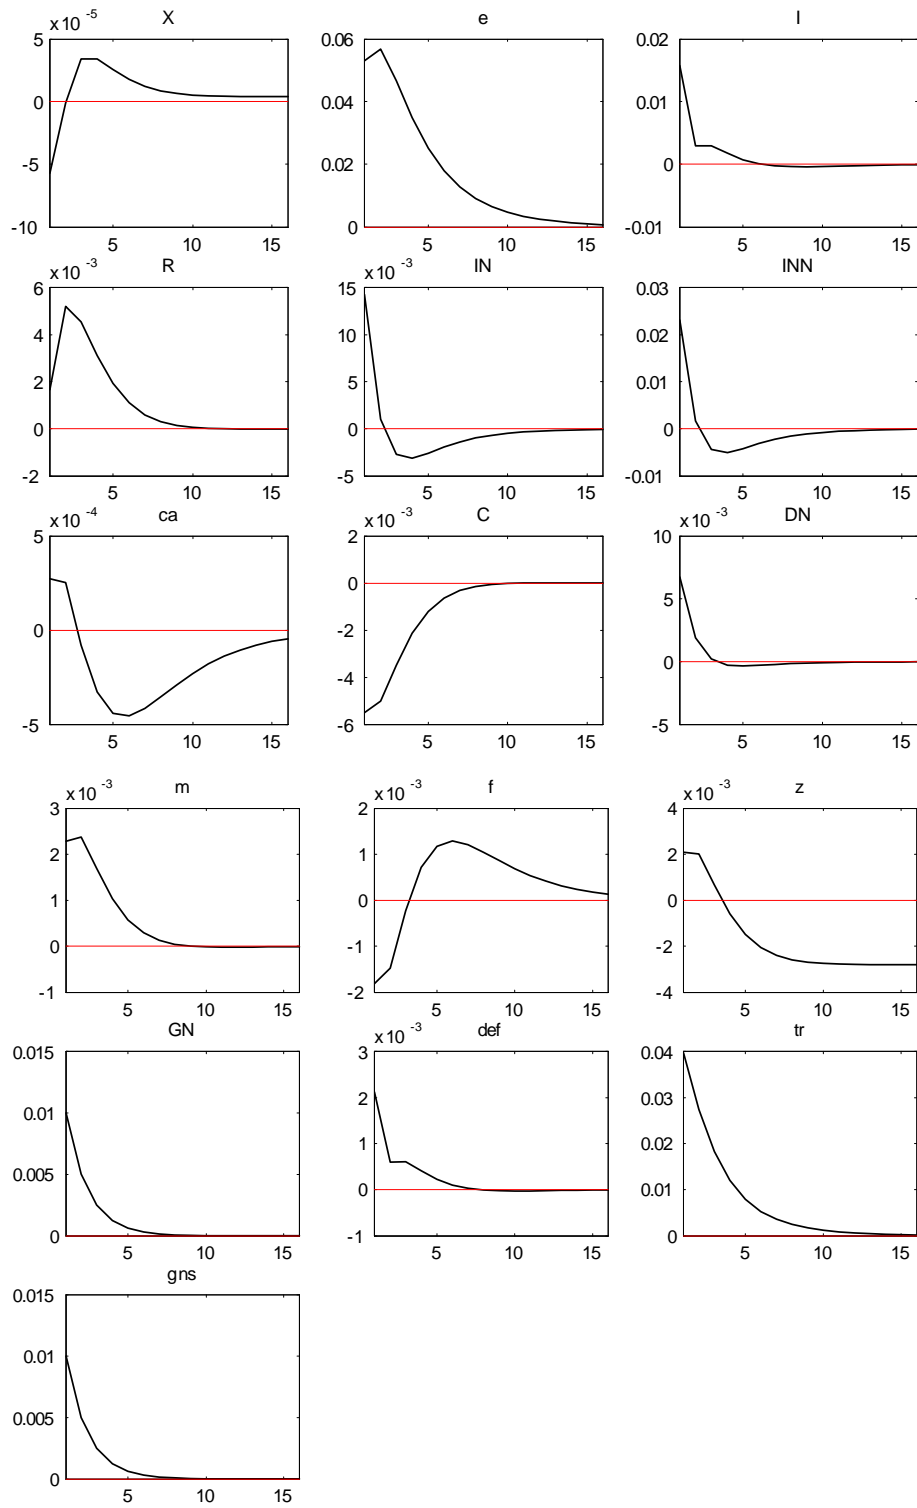 X e I
x 10 -5
5 0.06 0.02
0.04 0.01
0
0.02 0
-5
-10 0 -0.01
5 10 15 5 10 15 5 10 15
R IN INN
x 10 -3 x 10 -3
6 15 0.03
4 10 0.02
2 5 0.01
0 0 0
-2 -5 -0.01
5 10 15 5 10 15 5 10 15
ca C DN
x 10 -4 x 10 -3 x 10 -3
5 2 10
0 5
0 -2
-4 0
-5 -6 -5
5 10 15 5 10 15 5 10 15
m f z
x 10 -3 x 10 -3 x 10 -3
3 2 4
2 1 2
1 0 0
0 -1 -2
-1 -2 -4
5 10 15 5 10 15 5 10 15
GN def tr
x 10 -3
0.015 3 0.04
2 0.03
0.01
1 0.02
0.005
0 0.01
0 -1 0
5 10 15 5 10 15 5 10 15
gns
0.015
0.01
0.005
0
5 10 15